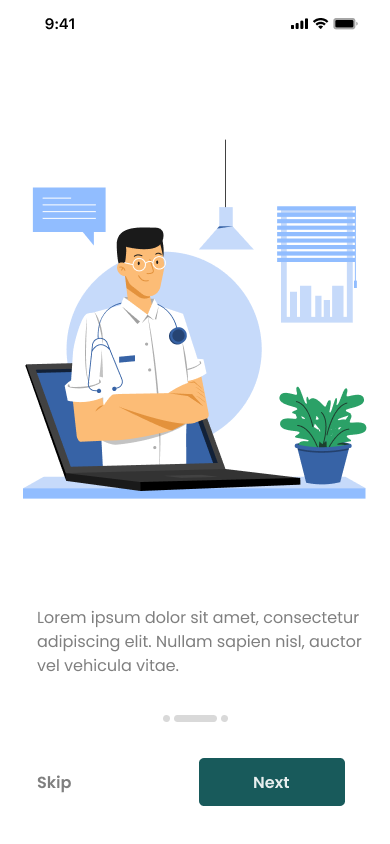 9:41
Lorem ipsum dolor sit amet, consectetur
adipiscing elit. Nullam sapien nisl, auctor
vel vehicula vitae.
Skip
Next